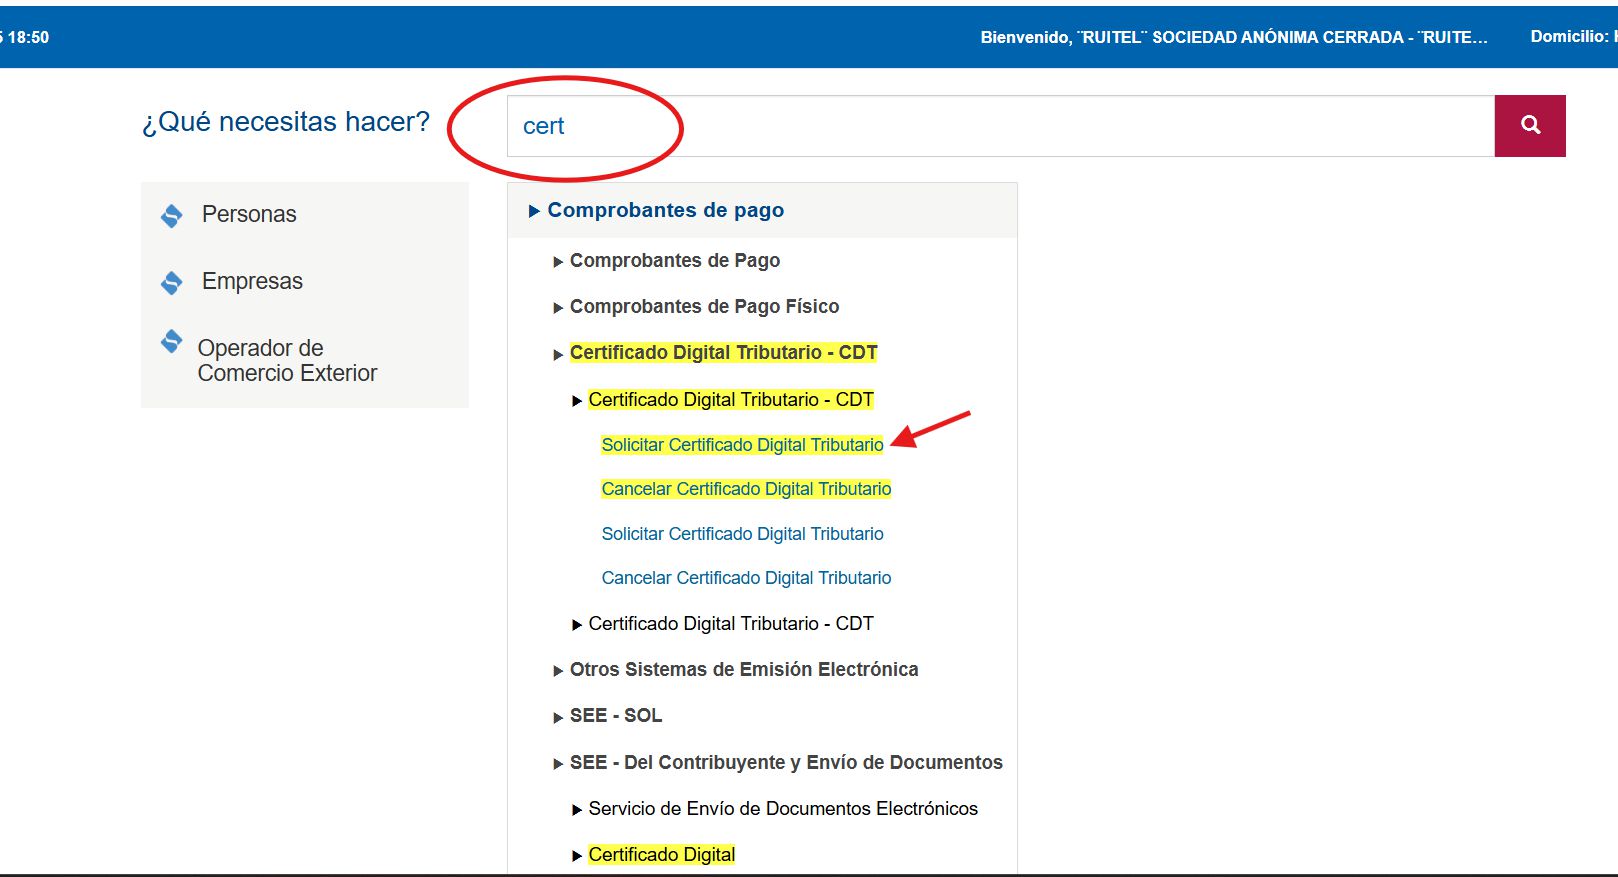 18:50
Bienvenido, ¨RUITEL¨ SOCIEDAD ANÓNIMA CERRADA - ¨RUITE...
Domicilio:
¿Qué necesitas hacer?
cert
Personas
Empresas
Operador de
Comercio Exterior
Comprobantes de pago
Comprobantes de Pago
Comprobantes de Pago Físico
Certificado Digital Tributario - CDT
Certificado Digital Tributario - CDT
Solicitar Certificado Digital Tributario
Cancelar Certificado Digital Tributario
Solicitar Certificado Digital Tributario
Cancelar Certificado Digital Tributario
Certificado Digital Tributario - CDT
Otros Sistemas de Emisión Electrónica
SEE - SOL
SEE - Del Contribuyente y Envío de Documentos
Servicio de Envío de Documentos Electrónicos
Certificado Digital